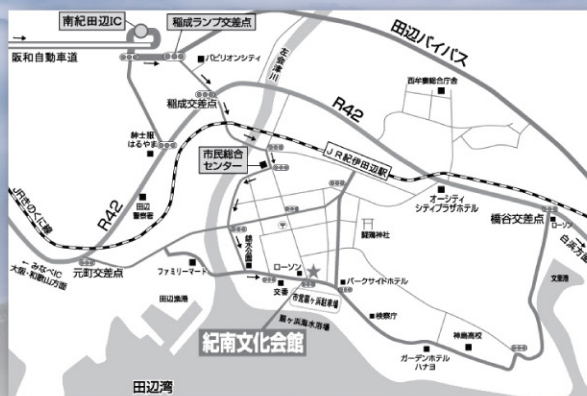 南紀田辺IC
稲成ランプ交差点
阪和自動車道
パビリオンシティ
左会津川
田辺バイパス
稲成交差点
R42
西牟婁総合庁舎
紳士服
はるやま
市民総合
センター
JR紀伊田辺駅
JRきのくに線
R42
田辺
警察署
オーシティ
シティプラザホテル
橋谷交差点
ローソン
白浜方面
←みなべIC
大阪・和歌山方面
元町交差点
闘鶏神社
文里港
錦水公園
ファミリーマート
ローソン
パークサイドホテル
田辺漁港
交番
市営扇ヶ浜駐車場
扇ヶ浜海水浴場
検察庁
神島高校
紀南文化会館
ガーデンホテル
ハナヨ
田辺湾